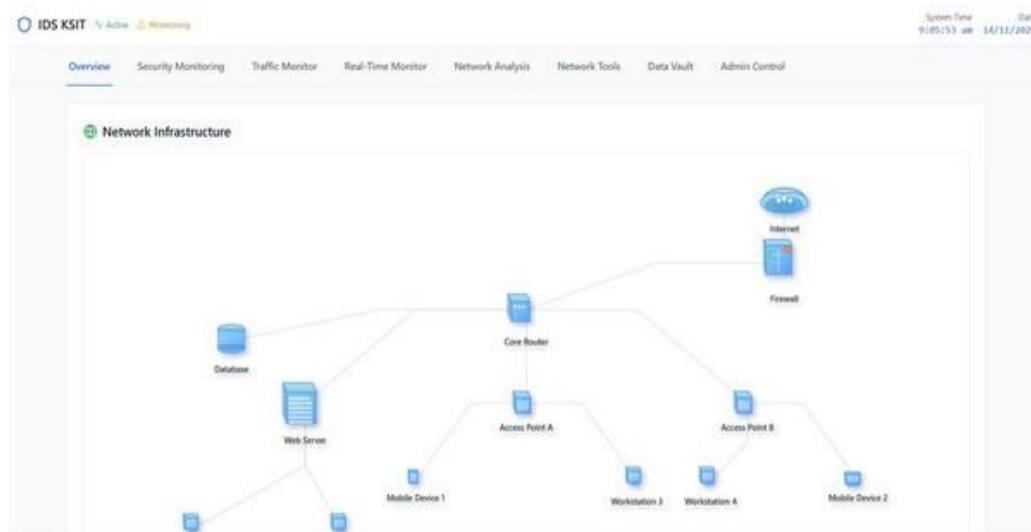 IDS KSIT Active Monitoring
System Time
9:05:53 am 14/11/202
Overview Security Monitoring Traffic Monitor Real-Time Monitor Network Analysis Network Tools Data Vault Admin Control
Network Infrastructure
Internet
Firewall
Core Router
Database
Web Server
Access Point A
Access Point B
Mobile Device 1
Workstation 3
Workstation 4
Mobile Device 2